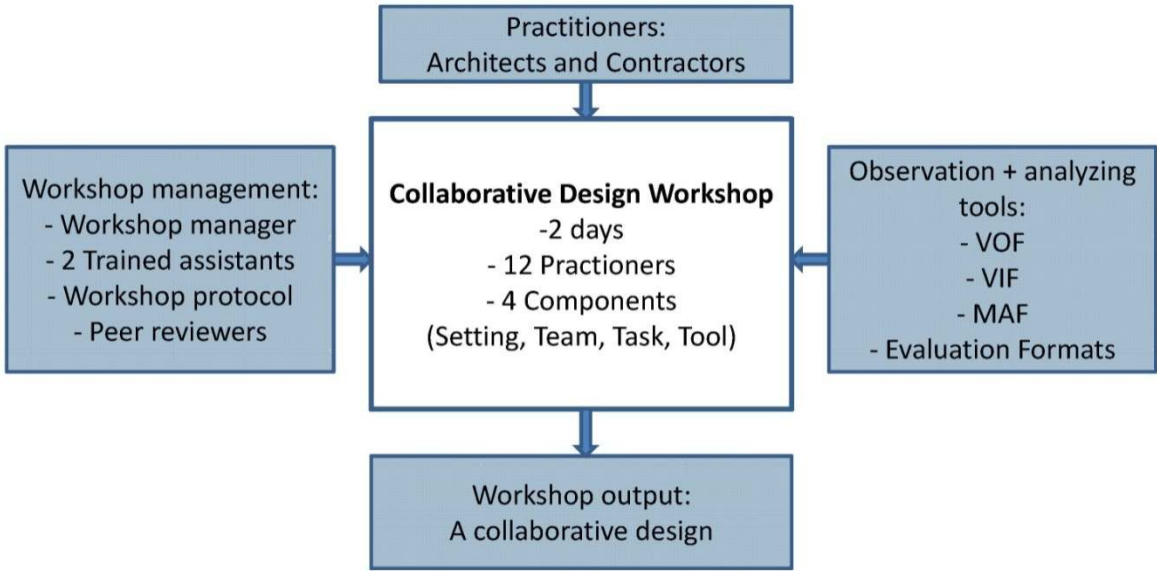 Practitioners:
Architects and Contractors
Workshop management:
- Workshop manager
- 2 Trained assistants
- Workshop protocol
- Peer reviewers
Collaborative Design Workshop
-2 days
- 12 Practioners
- 4 Components
(Setting, Team, Task, Tool)
Observation + analyzing
tools:
- VOF
- VIF
- MAF
- Evaluation Formats
Workshop output:
A collaborative design